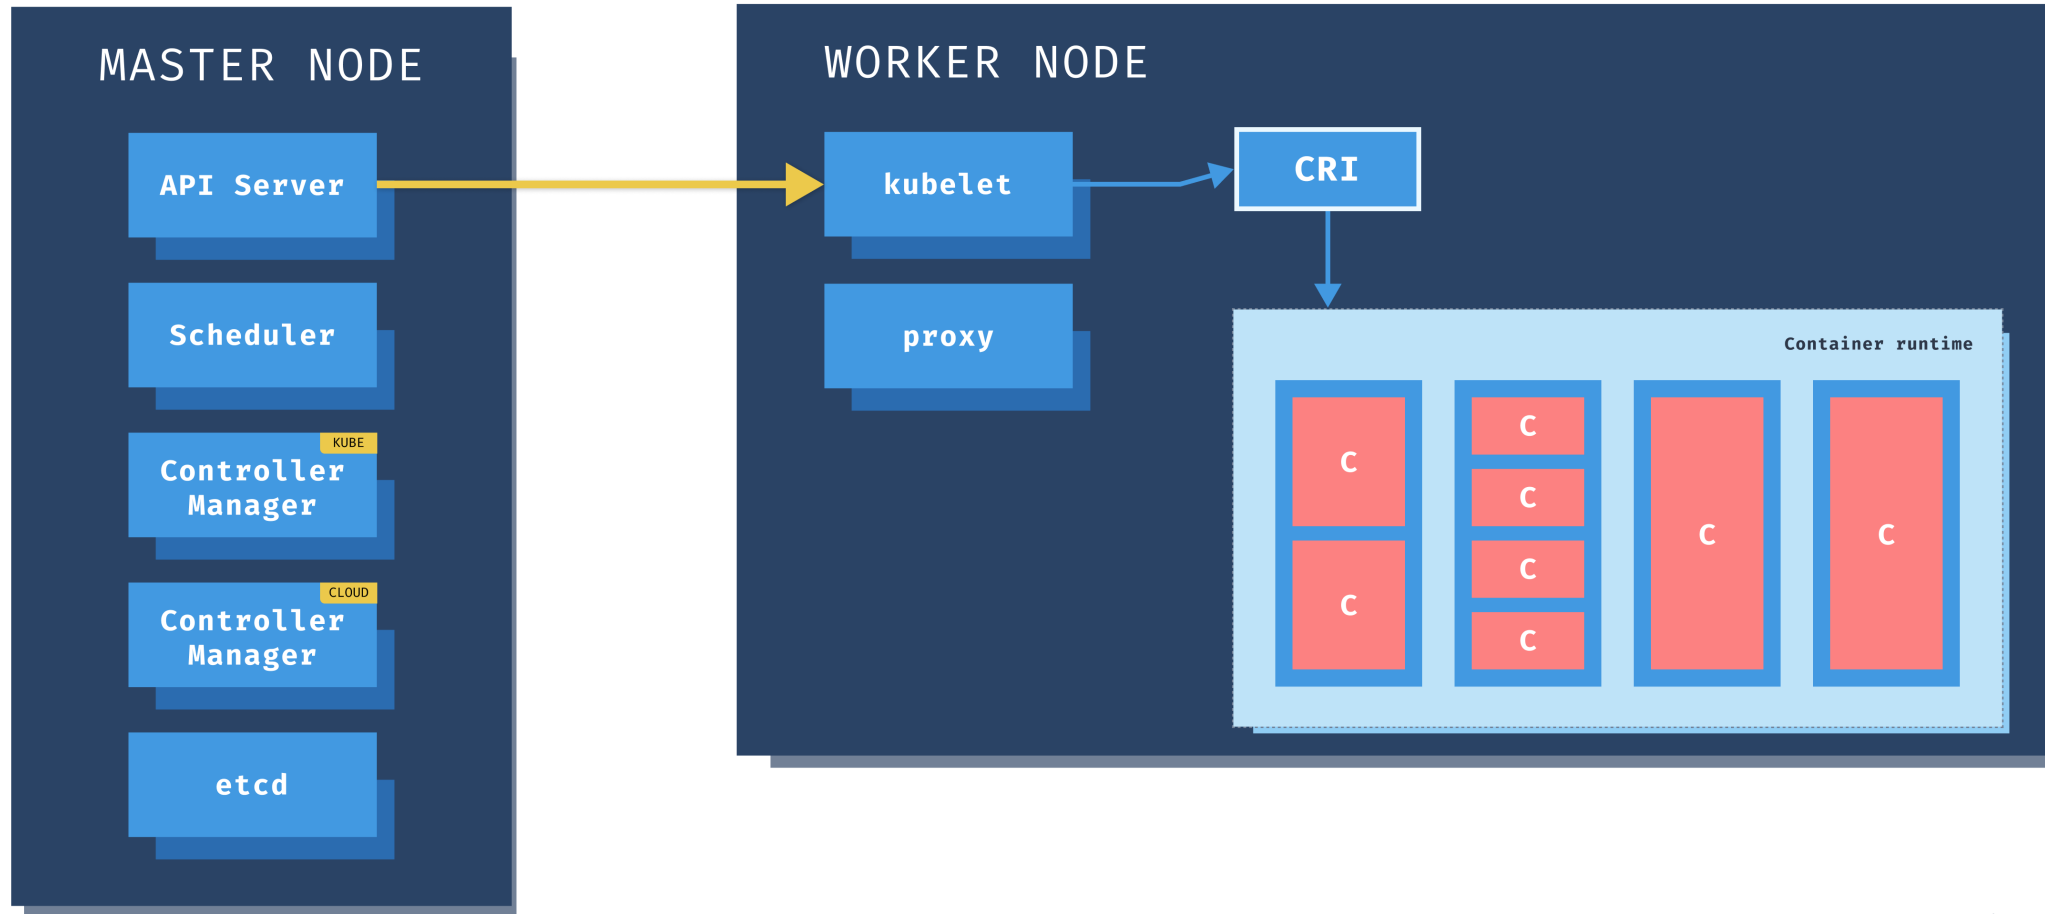 MASTER NODE
API Server
Scheduler
KUBE
Controller
Manager
CLOUD
Controller
Manager
etcd
WORKER NODE
kubelet
proxy
CRI
Container runtime
C
C
C
C
C
C
C
C